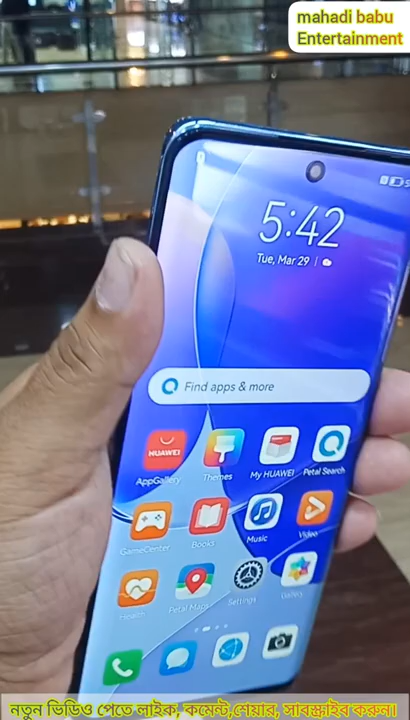 mahadi babu
Entertainment
5:42
Tue, Mar 29
Find apps & more
HUAWEI
AppGallery
Themes
My HUAWEI
Petal Search
GameCenter
Books
Music
Video
Health
Petal Maps
Settings
Gallery
নতুন ভিডিও পেতে লাইক, কমেন্ট,শেয়ার, সাবস্ক্রাইব করুন।